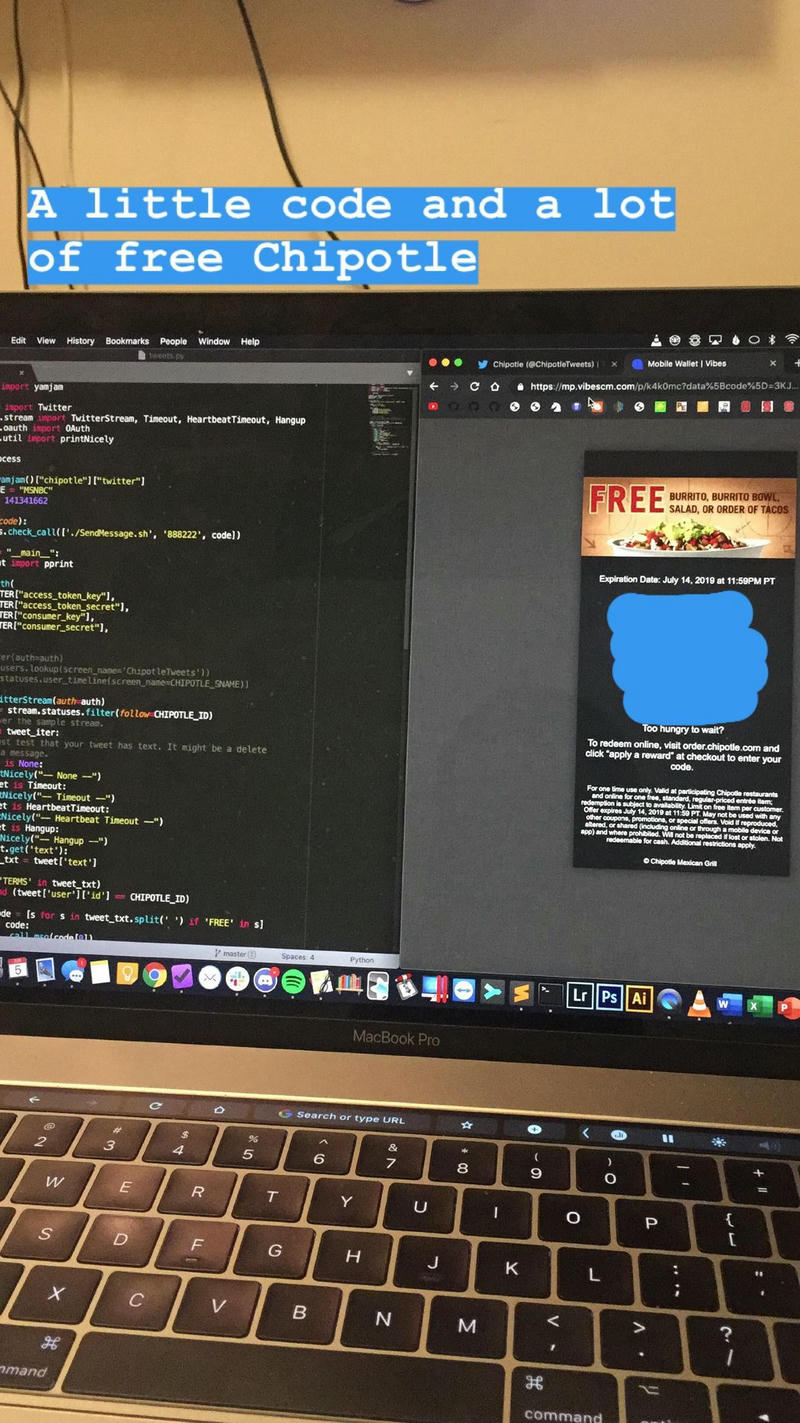 A little code and a lot
of free Chipotle
Edit View History Bookmarks People Window Help
tweets.py
import yamjam
import Twitter
.stream import TwitterStream, Timeout, HeartbeatTimeout, Hangup
.oauth import OAuth
.util import printNicely
ocess
yamjam()["chipotle"]["twitter"]
E = "MSNBC"
141341662
code):
s.check_call(['./SendMessage.sh', '888222', code])
= "__main__":
nt import pprint
th(
TER["access_token_key"],
TER["access_token_secret"],
TER["consumer_key"],
TER["consumer_secret"],
ter(auth=auth)
users.lookup(screen_name='ChipotleTweets'))
statuses.user_timeline(screen_name=CHIPOTLE_SNAME))
itterStream(auth=auth)
= stream.statuses.filter(follow=CHIPOTLE_ID)
ver the sample stream.
n tweet_iter:
ust test that your tweet has text. It might be a delete
a message.
t is None:
tNicely("-- None --")
et is Timeout:
tNicely("-- Timeout --")
et is HeartbeatTimeout:
tNicely("-- Heartbeat Timeout --")
et is Hangup:
tNicely("-- Hangup --")
t.get('text'):
t_txt = tweet['text']
'TERMS' in tweet_txt)
nd (tweet['user']['id'] == CHIPOTLE_ID)
ode = [s for s in tweet_txt.split(' ') if 'FREE' in s]
code:
call_msg(code[0])
master
Spaces: 4
Python
Chipotle (@ChipotleTweets) |
Mobile Wallet | Vibes
https://mp.vibescm.com/p/k4k0mc?data%5Bcode%5D=3KJ...
FREE BURRITO, BURRITO BOWL,
SALAD, OR ORDER OF TACOS
Expiration Date: July 14, 2019 at 11:59PM PT
Too hungry to wait?
To redeem online, visit order.chipotle.com and
click "apply a reward" at checkout to enter your
code.
For one time use only. Valid at participating Chipotle restaurants
and online for one free, standard, regular-priced entrée item;
redemption is subject to availability. Limit on free item per customer.
Offer expires July 14, 2019 at 11:59 PT. May not be used with any
other coupons, promotions, or special offers. Void if reproduced,
altered, or shared (including online or through a mobile device or
app) and where prohibited. Will not be replaced if lost or stolen. Not
redeemable for cash. Additional restrictions apply.
© Chipotle Mexican Grill
5
Lr Ps Ai W X P
MacBook Pro
Search or type URL
@ # $ % ^ & * ( ) _ +
2 3 4 5 6 7 8 9 0 - =
W E R T Y U I O P { [
S D F G H J K L : ; " '
X C V B N M < , > . ? /
mmand
command